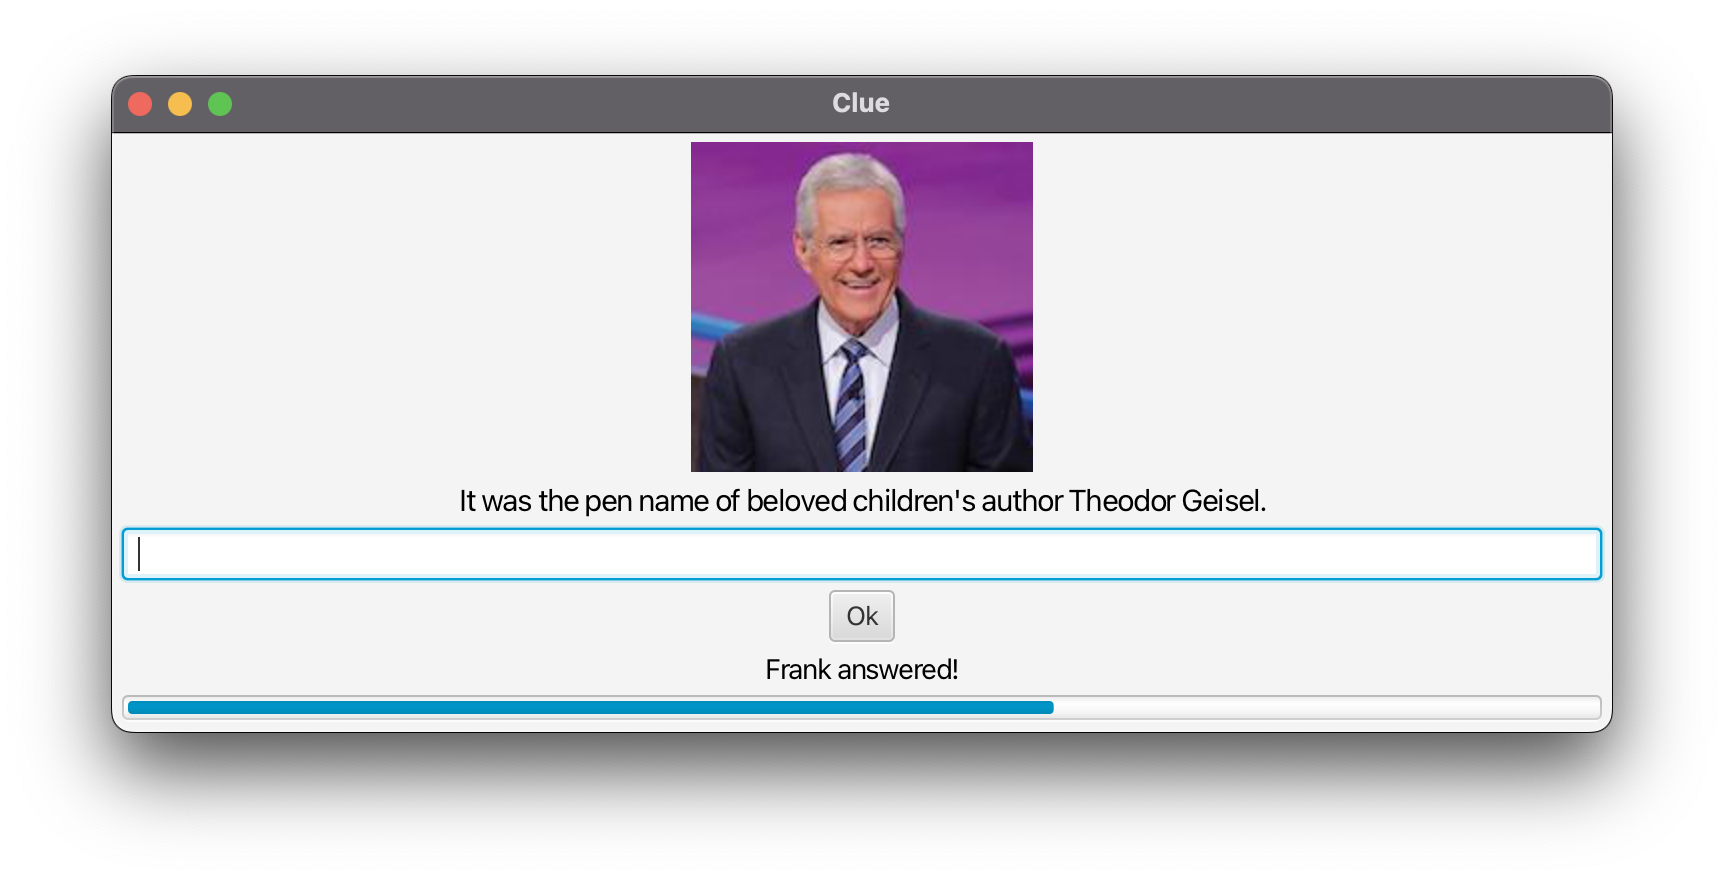 Clue
It was the pen name of beloved children's author Theodor Geisel.
Ok
Frank answered!